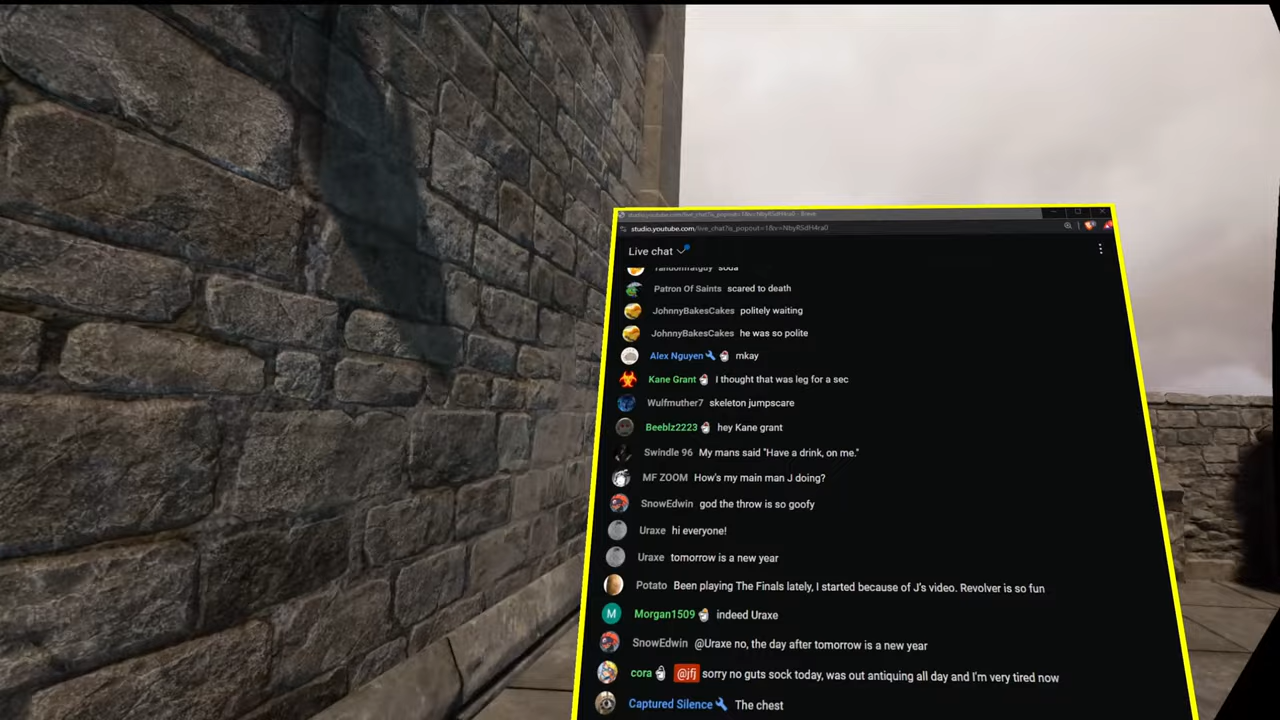 studio.youtube.com/live_chat?is_popout=1&v=NbyRSdH4ra0
Live chat
randomfatguy soda
Patron Of Saints scared to death
JohnnyBakesCakes politely waiting
JohnnyBakesCakes he was so polite
Alex Nguyen mkay
Kane Grant I thought that was leg for a sec
Wulfmuther7 skeleton jumpscare
Beeblz2223 hey Kane grant
Swindle 96 My mans said "Have a drink, on me."
MF ZOOM How's my main man J doing?
SnowEdwin god the throw is so goofy
Uraxe hi everyone!
Uraxe tomorrow is a new year
Potato Been playing The Finals lately, I started because of J's video. Revolver is so fun
M Morgan1509 indeed Uraxe
SnowEdwin @Uraxe no, the day after tomorrow is a new year
cora @jfj sorry no guts sock today, was out antiquing all day and I'm very tired now
Captured Silence The chest